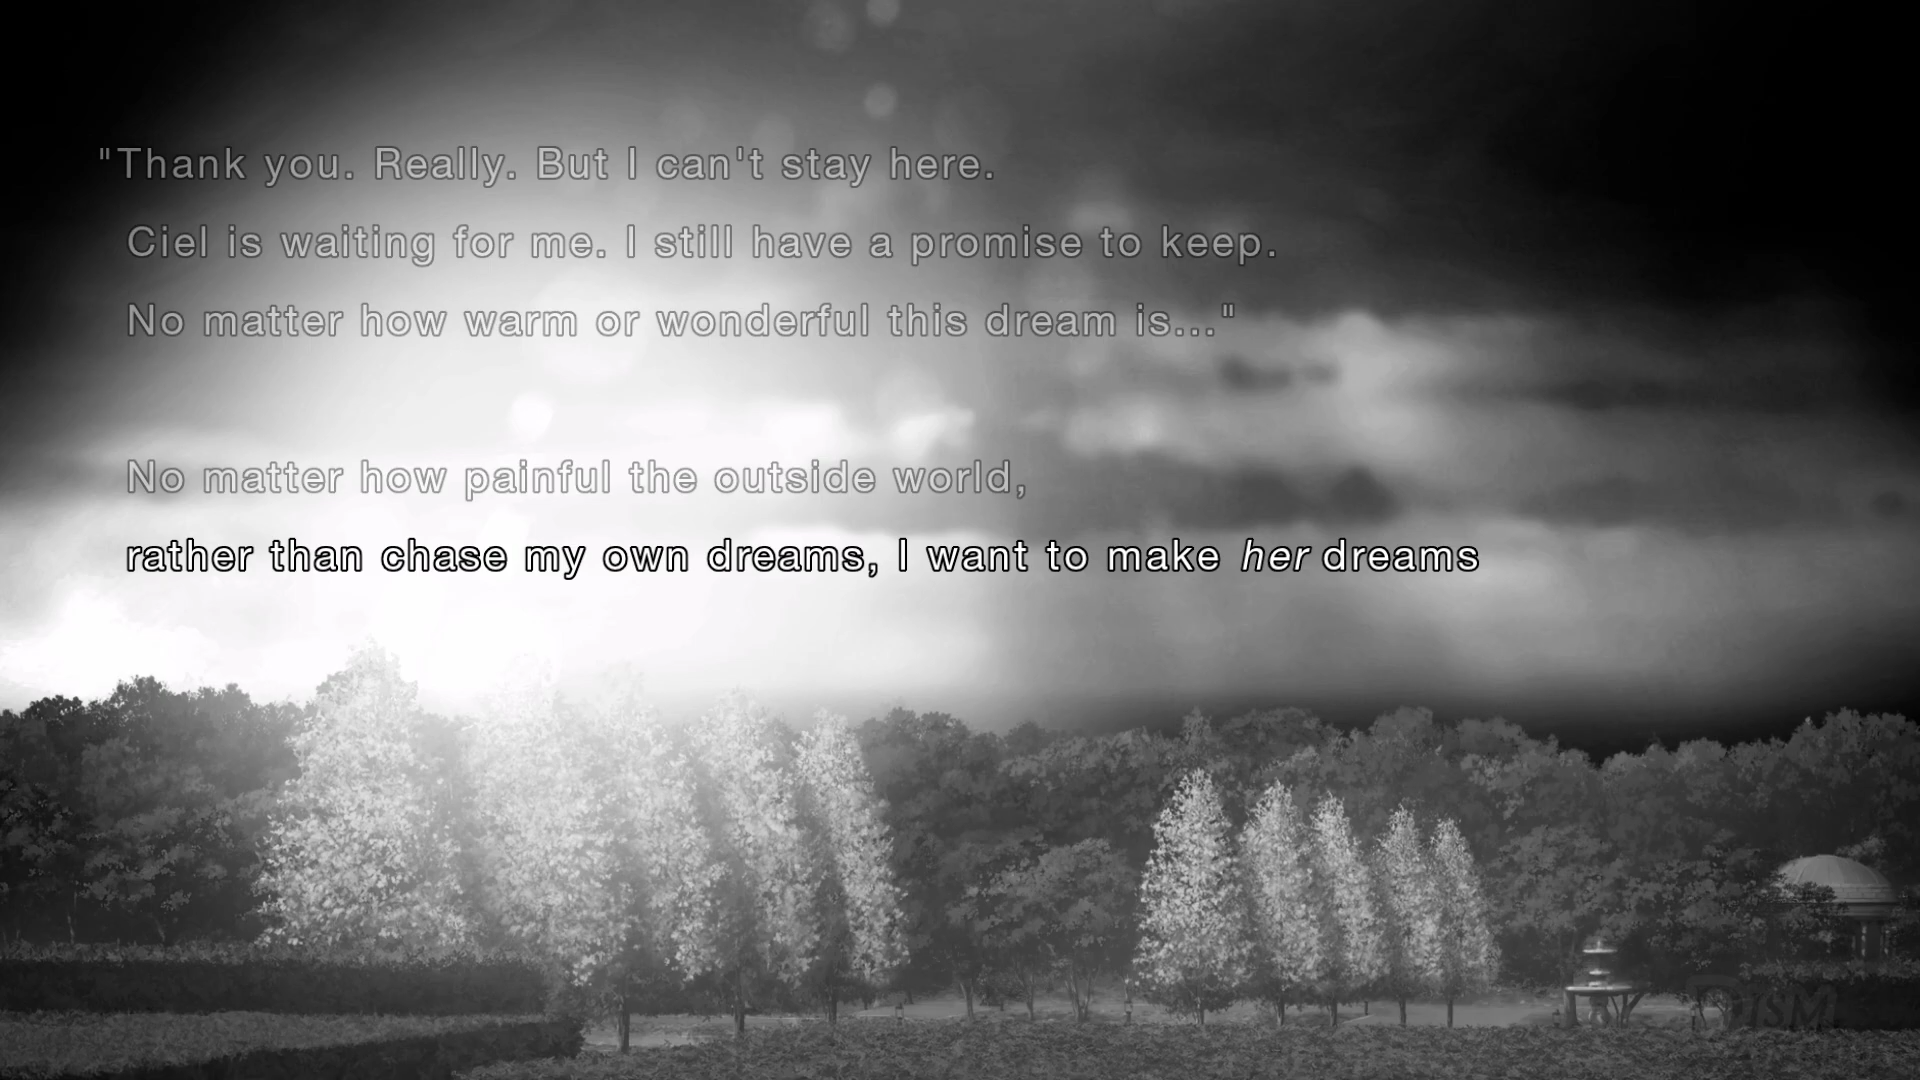 "Thank you. Really. But I can't stay here.
Ciel is waiting for me. I still have a promise to keep.
No matter how warm or wonderful this dream is..."
No matter how painful the outside world,
rather than chase my own dreams, I want to make her dreams